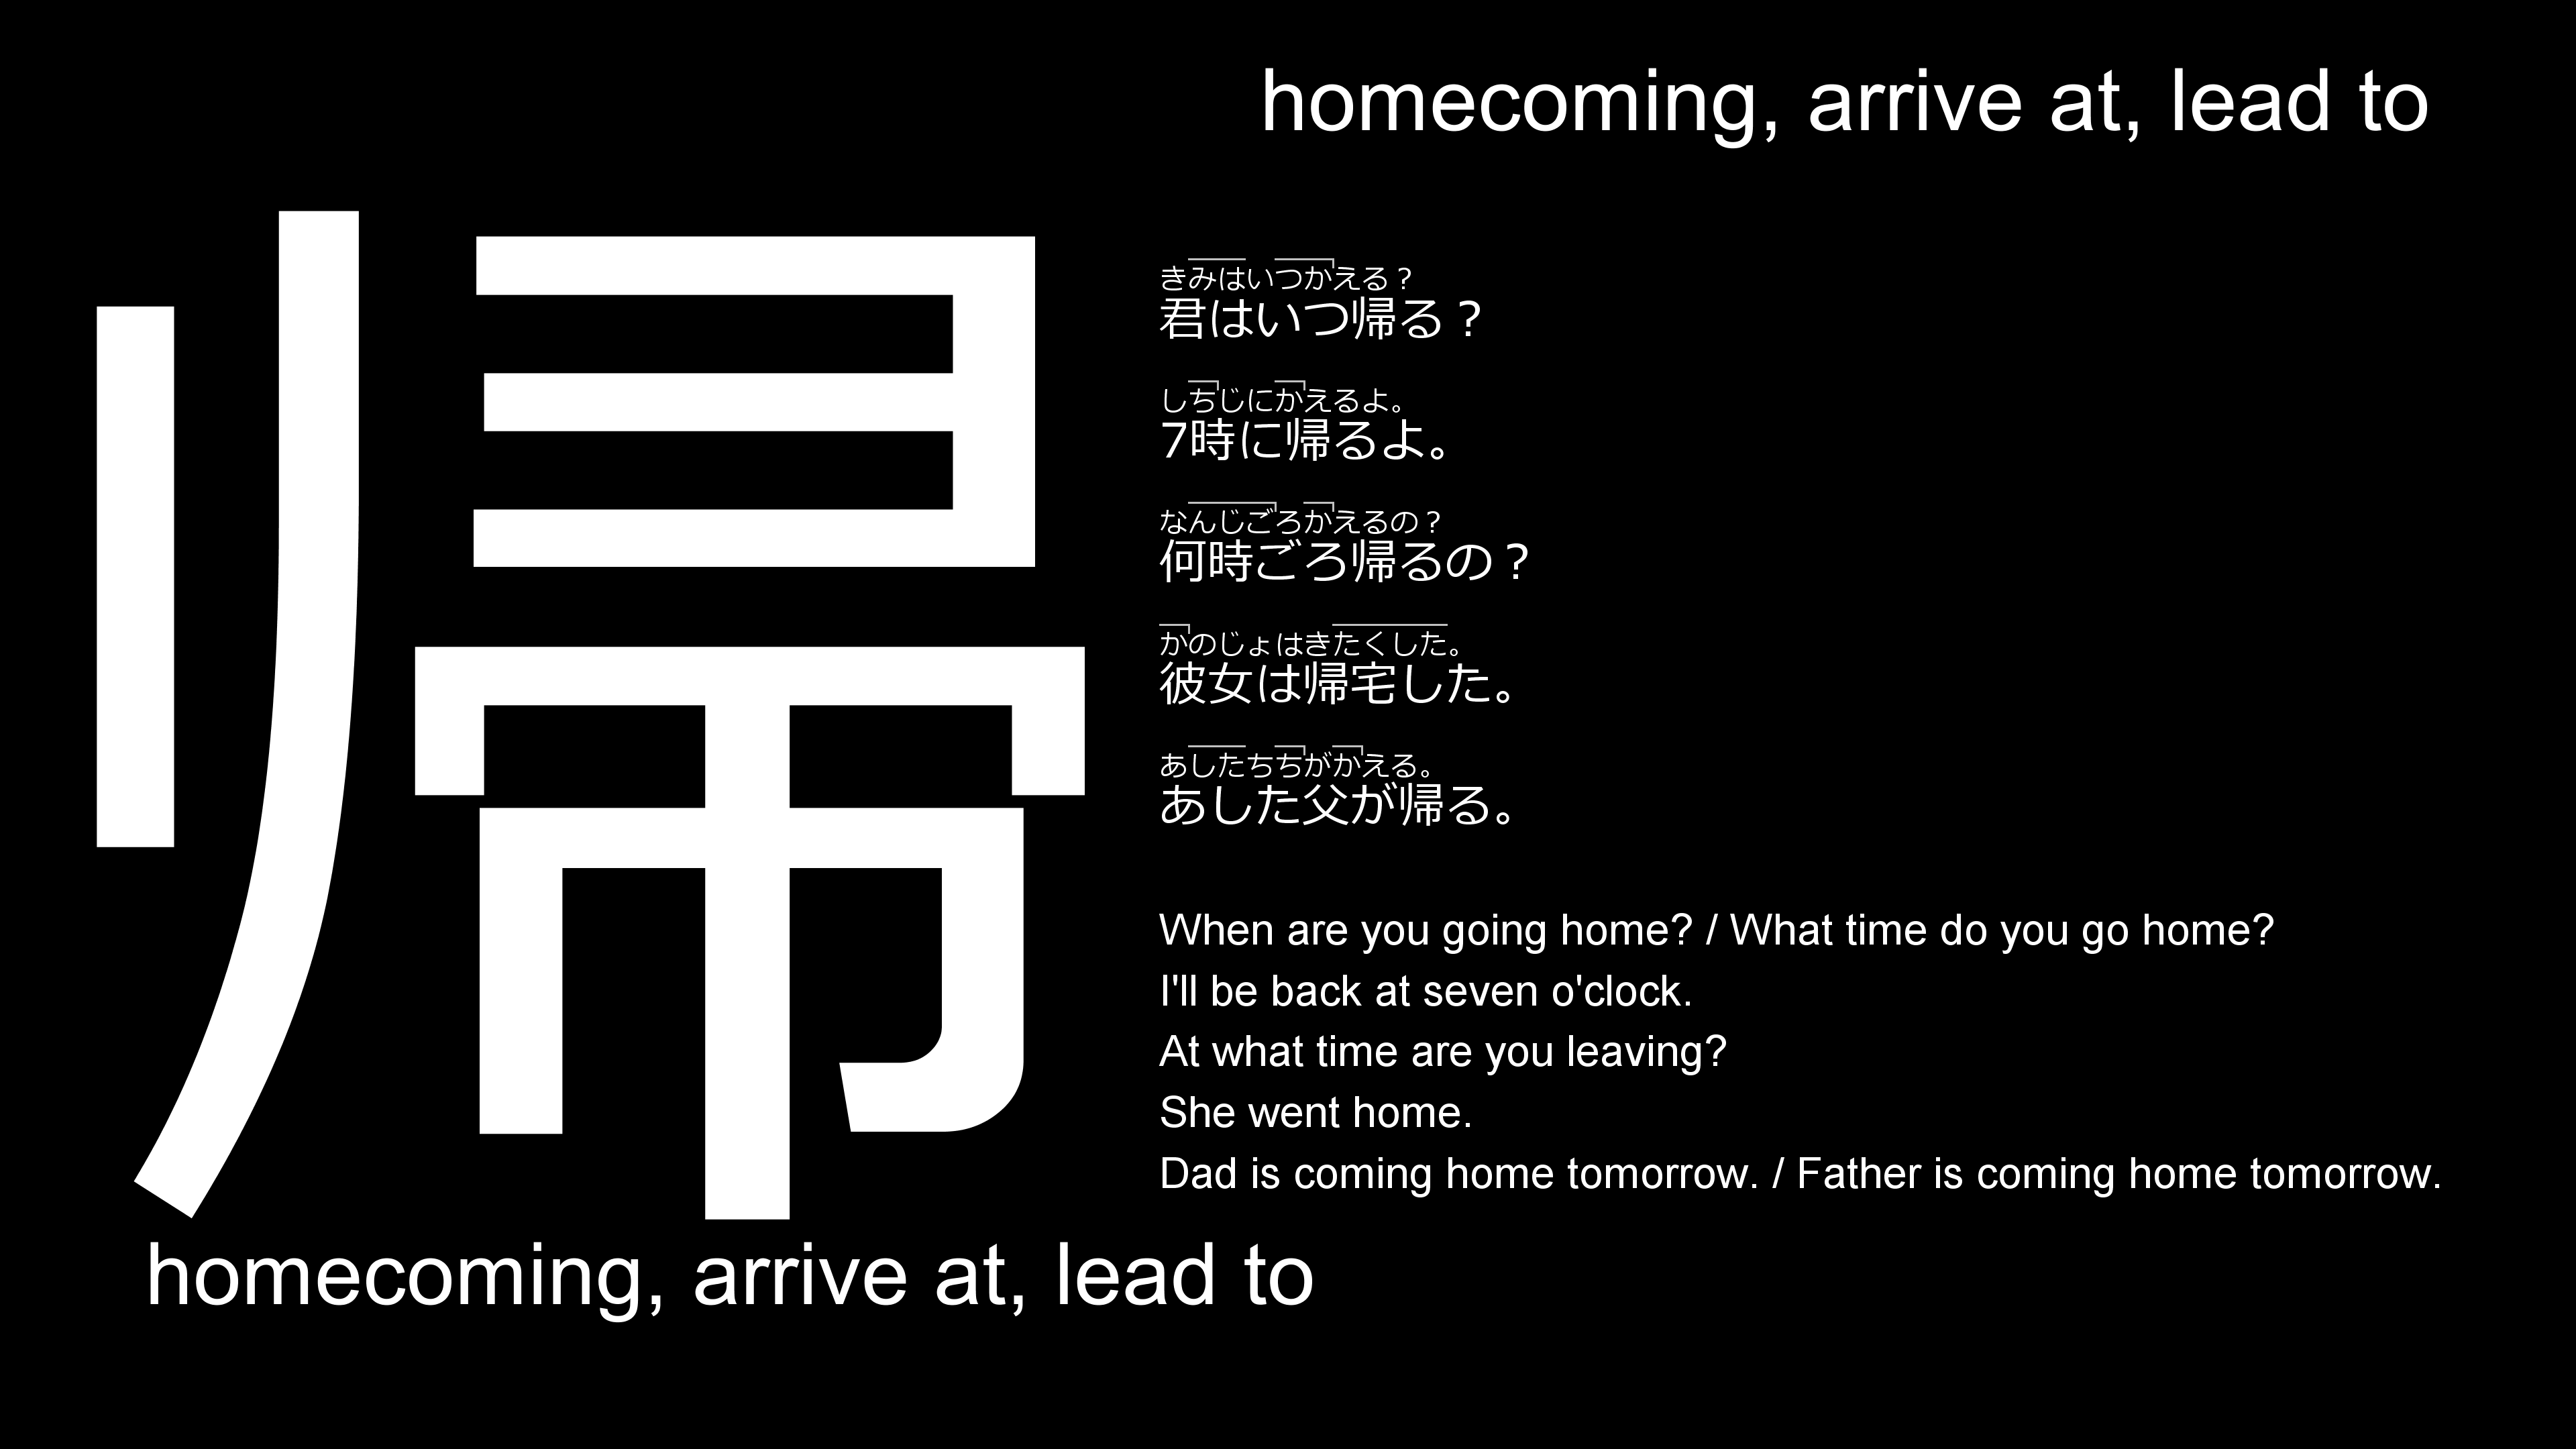 homecoming, arrive at, lead to
帰
きみはいつかえる？
君はいつ帰る？
しちじにかえるよ。
7時に帰るよ。
なんじごろかえるの？
何時ごろ帰るの？
かのじょはきたくした。
彼女は帰宅した。
あしたちちがかえる。
あした父が帰る。
When are you going home? / What time do you go home?
I'll be back at seven o'clock.
At what time are you leaving?
She went home.
Dad is coming home tomorrow. / Father is coming home tomorrow.
homecoming, arrive at, lead to